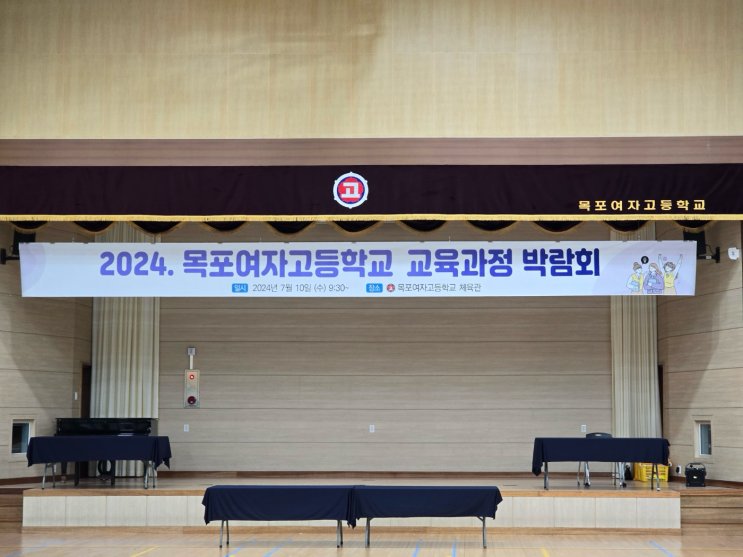 고
목포여자고등학교
2024. 목포여자고등학교 교육과정 박람회
일시 2024년 7월 10일 (수) 9:30~ 장소 목포여자고등학교 체육관